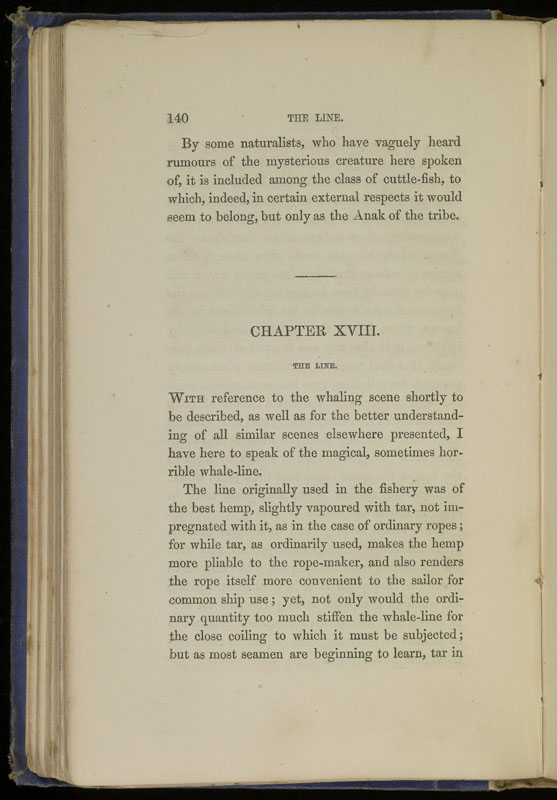 140 THE LINE.
By some naturalists, who have vaguely heard
rumours of the mysterious creature here spoken
of, it is included among the class of cuttle-fish, to
which, indeed, in certain external respects it would
seem to belong, but only as the Anak of the tribe.
CHAPTER XVIII.
THE LINE.
WITH reference to the whaling scene shortly to
be described, as well as for the better understand-
ing of all similar scenes elsewhere presented, I
have here to speak of the magical, sometimes hor-
rible whale-line.
The line originally used in the fishery was of
the best hemp, slightly vapoured with tar, not im-
pregnated with it, as in the case of ordinary ropes;
for while tar, as ordinarily used, makes the hemp
more pliable to the rope-maker, and also renders
the rope itself more convenient to the sailor for
common ship use; yet, not only would the ordi-
nary quantity too much stiffen the whale-line for
the close coiling to which it must be subjected;
but as most seamen are beginning to learn, tar in